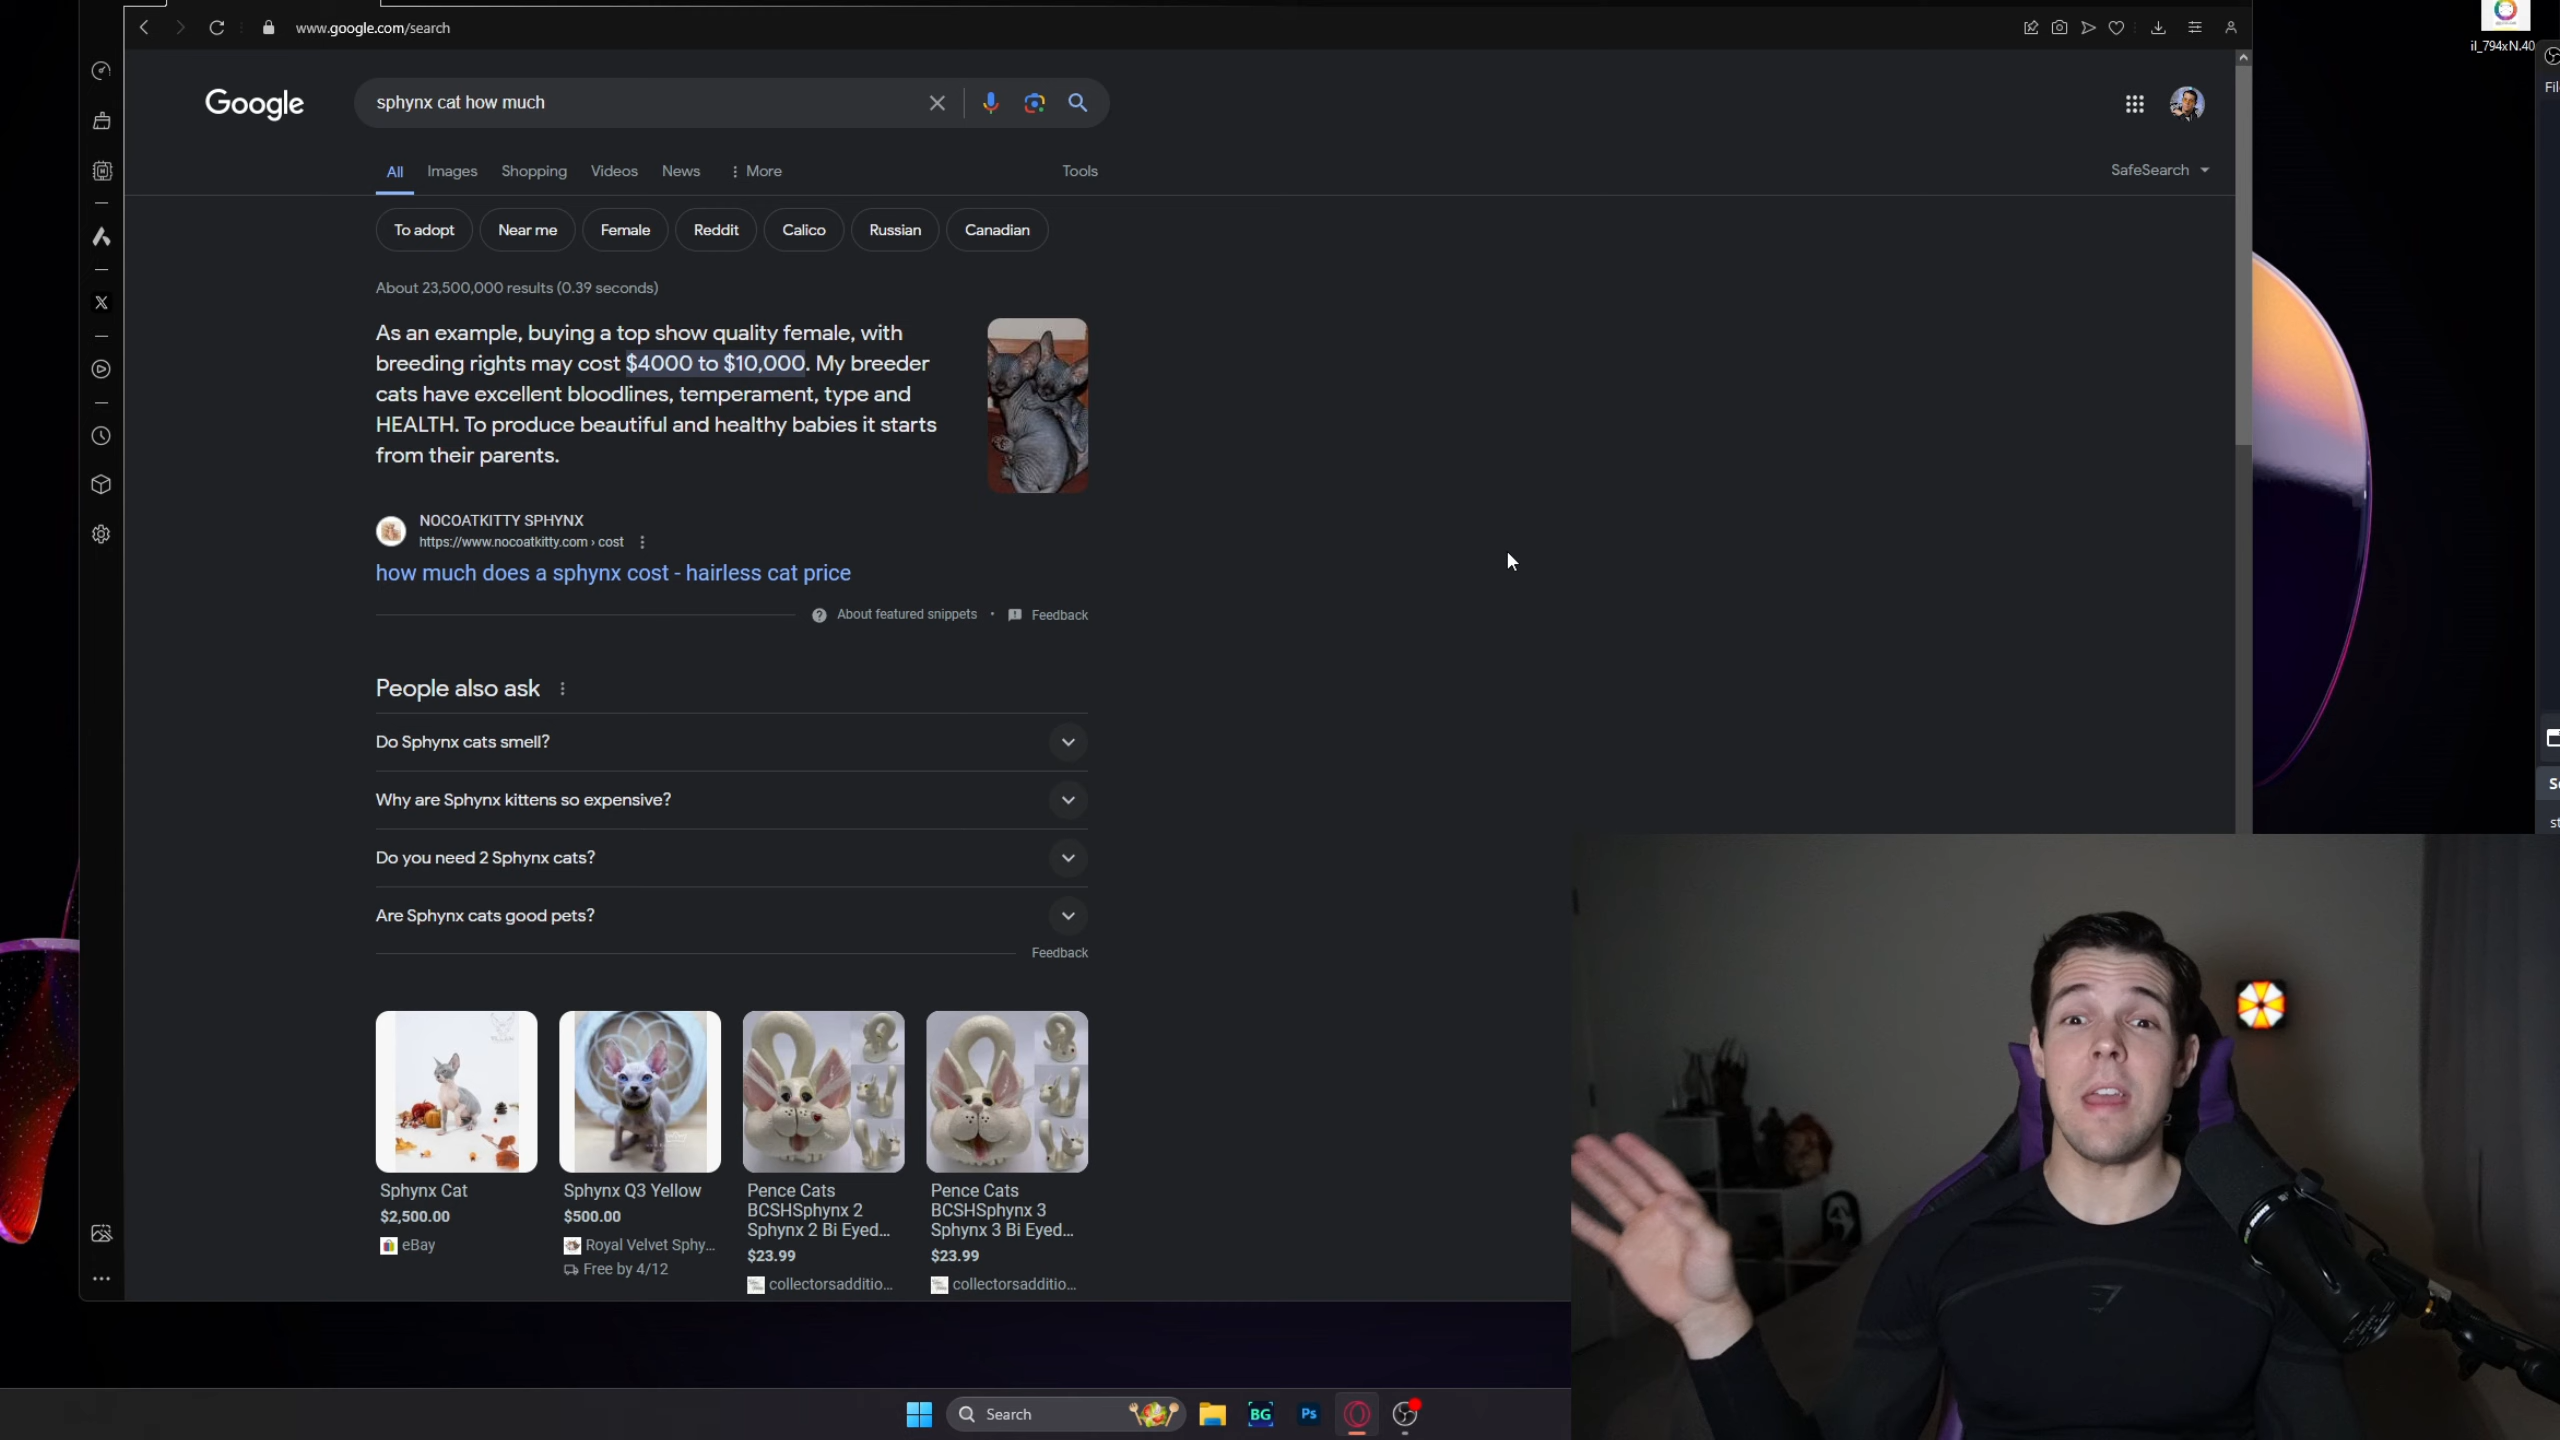 www.google.com/search
il_794xN.40
Fil
Google
sphynx cat how much
All
Images
Shopping
Videos
News
More
Tools
SafeSearch
To adopt
Near me
Female
Reddit
Calico
Russian
Canadian
About 23,500,000 results (0.39 seconds)
As an example, buying a top show quality female, with
breeding rights may cost $4000 to $10,000. My breeder
cats have excellent bloodlines, temperament, type and
HEALTH. To produce beautiful and healthy babies it starts
from their parents.
NOCOATKITTY SPHYNX
https://www.nocoatkitty.com › cost
how much does a sphynx cost - hairless cat price
About featured snippets
•
Feedback
People also ask
Do Sphynx cats smell?
Why are Sphynx kittens so expensive?
Do you need 2 Sphynx cats?
Are Sphynx cats good pets?
Feedback
Sphynx Cat
$2,500.00
eBay
Sphynx Q3 Yellow
$500.00
Royal Velvet Sphy...
Free by 4/12
Pence Cats
BCSHSphynx 2
Sphynx 2 Bi Eyed...
$23.99
collectorsadditio...
Pence Cats
BCSHSphynx 3
Sphynx 3 Bi Eyed...
$23.99
collectorsadditio...
Search
BG
Ps